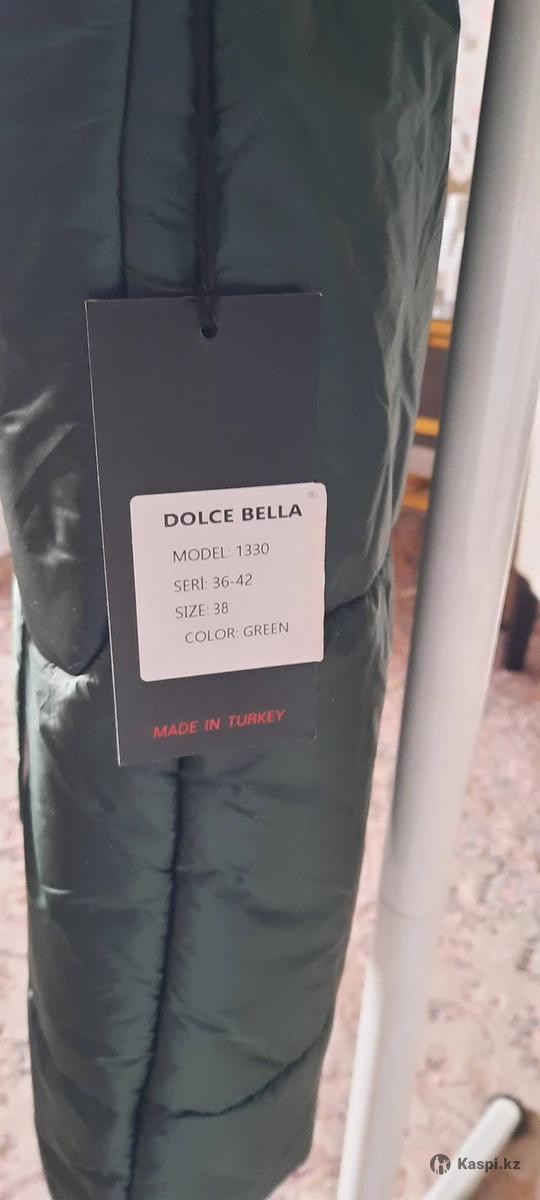 DOLCE BELLA
MODEL: 1330
SERİ: 36-42
SIZE: 38
COLOR: GREEN
MADE IN TURKEY
Kaspi.kz